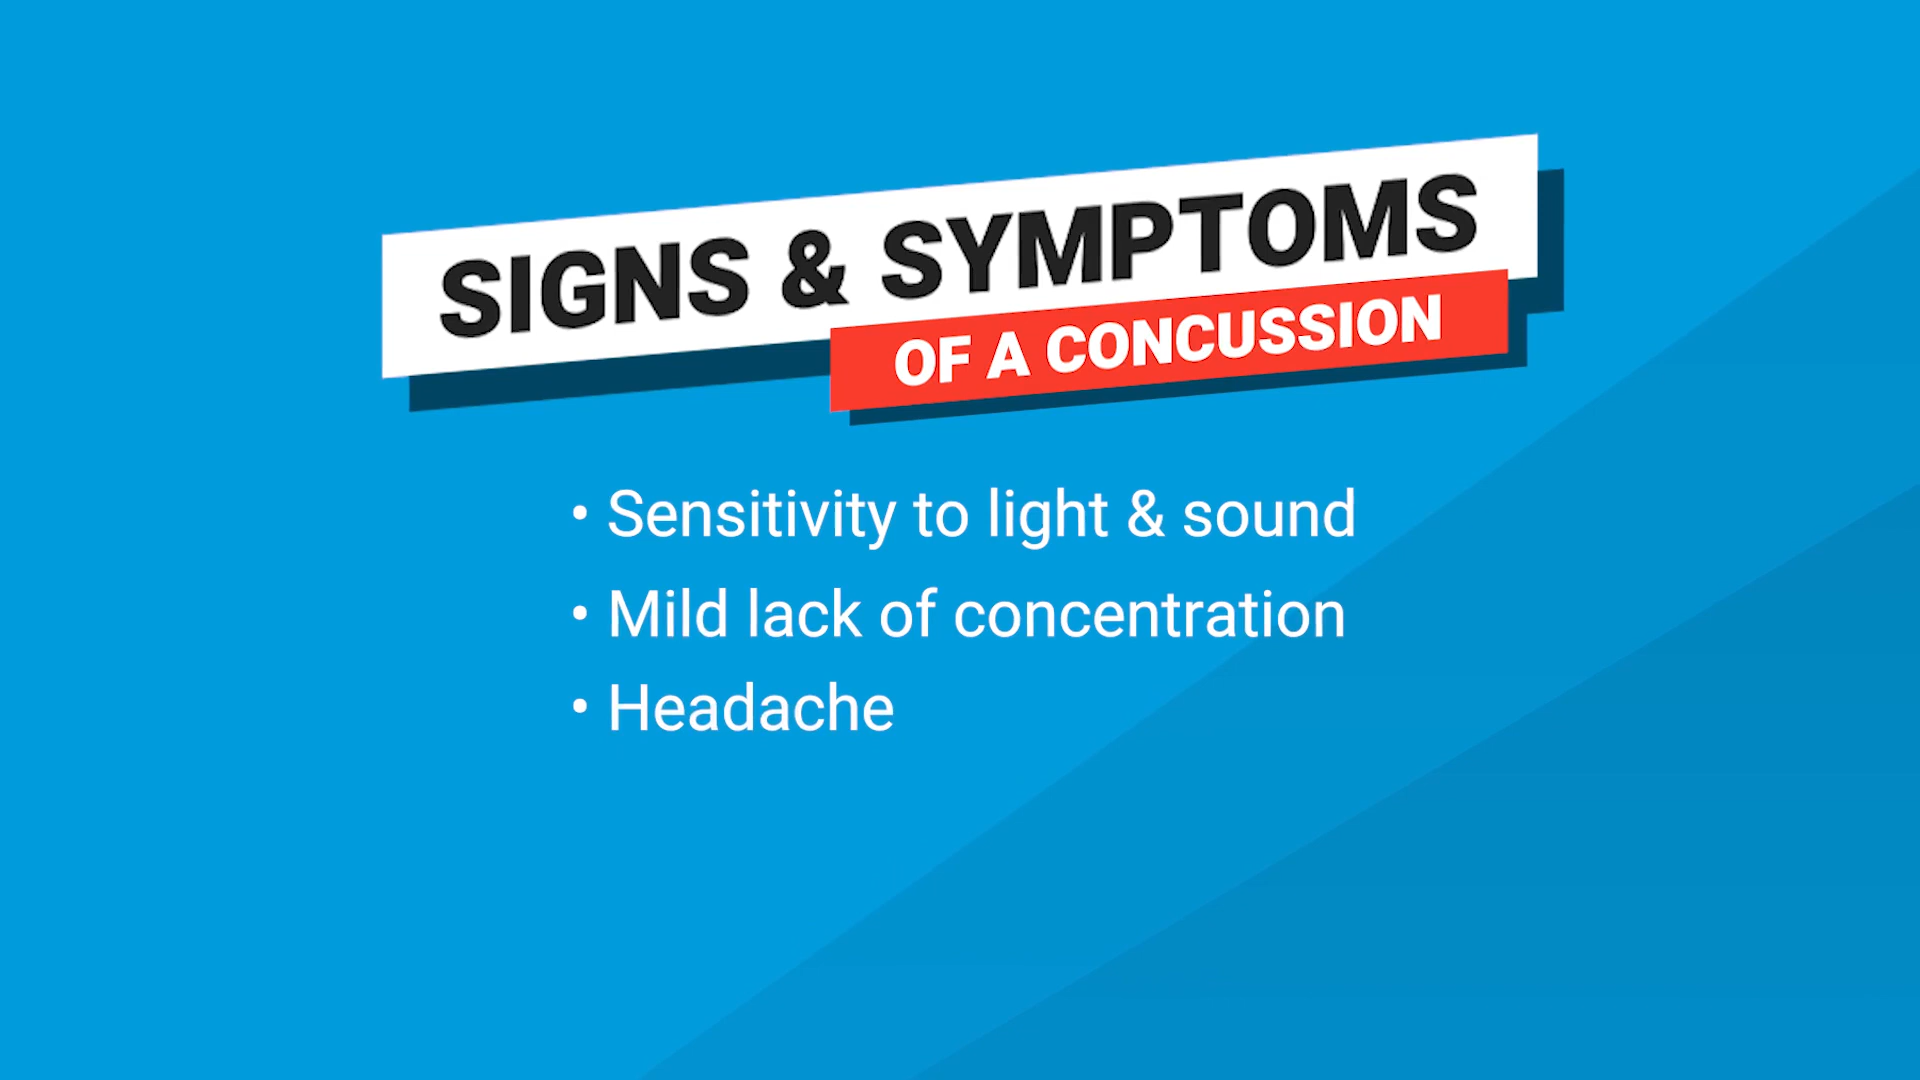 SIGNS & SYMPTOMS
OF A CONCUSSION
• Sensitivity to light & sound
• Mild lack of concentration
• Headache